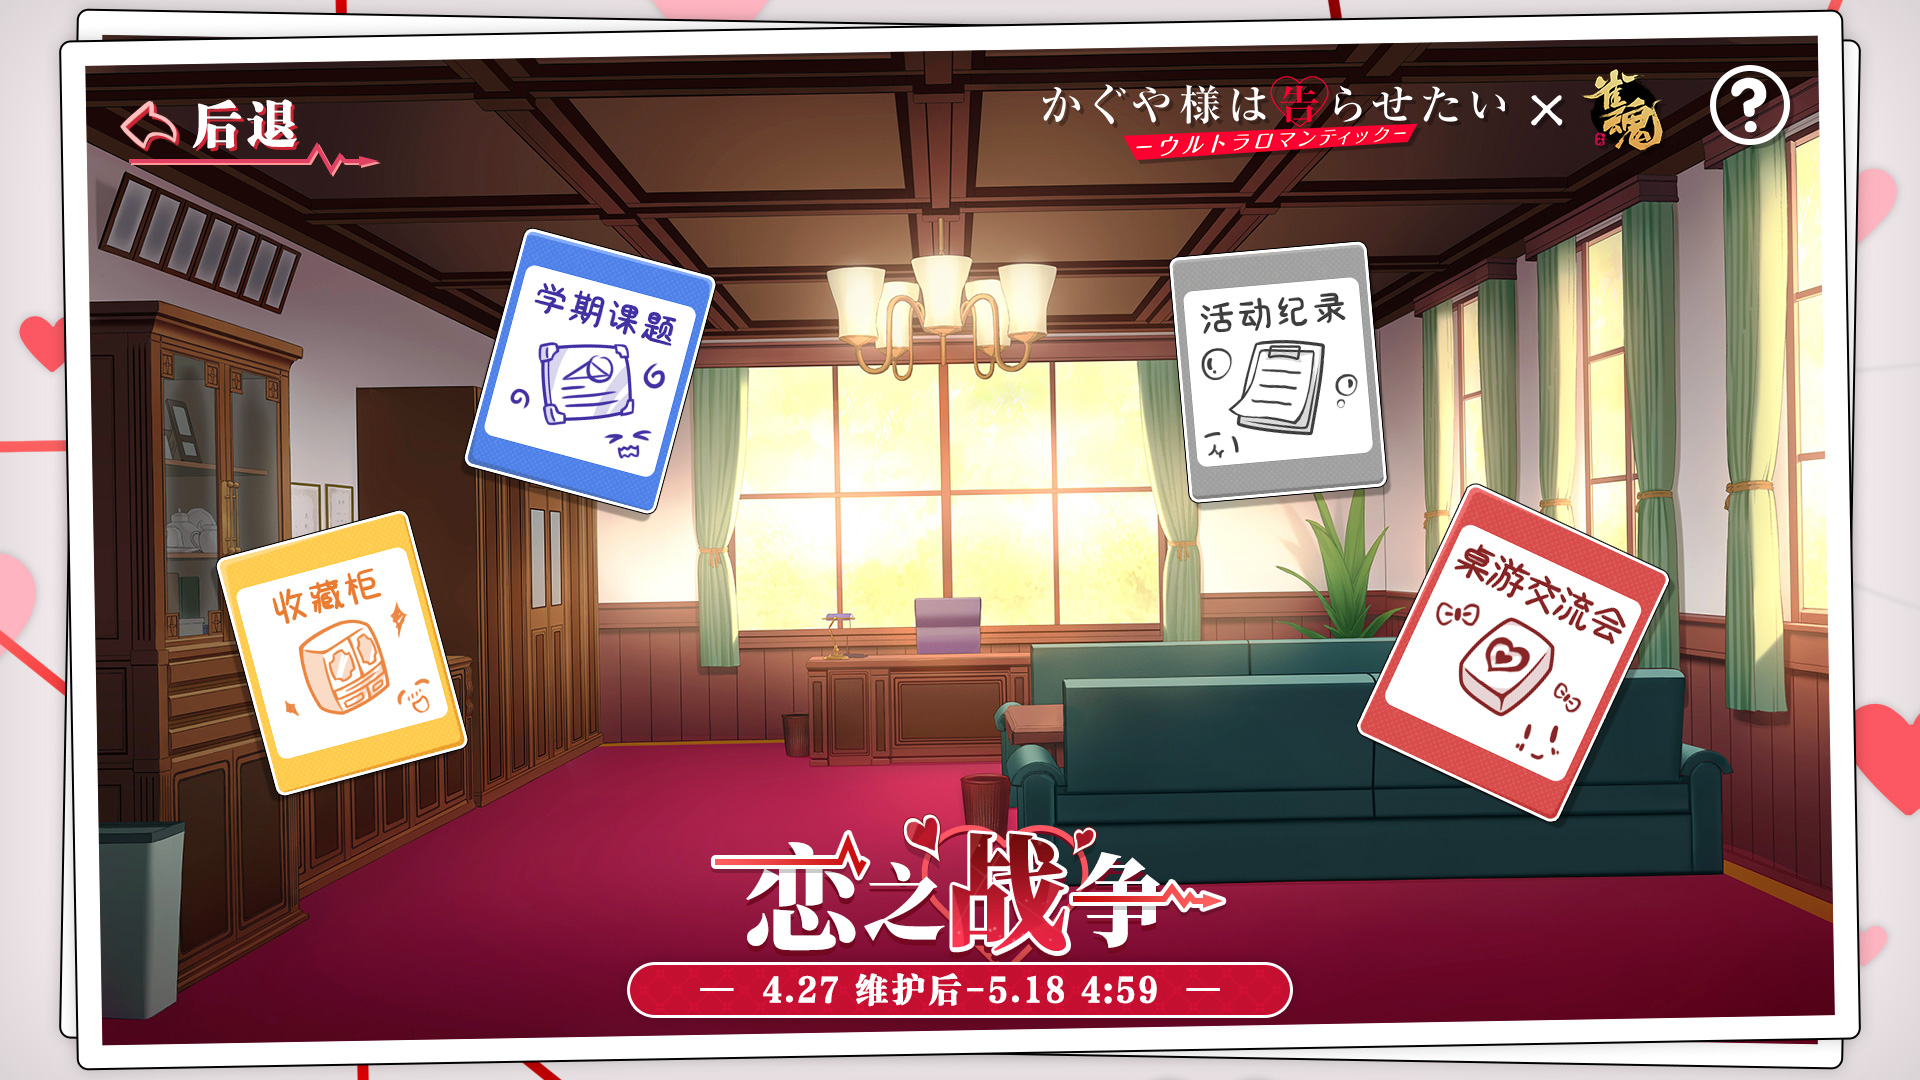 后退
かぐや様は告らせたい
-ウルトラロマンティック-
×
雀魂
?
学期课题
活动纪录
收藏柜
桌游交流会
恋之战争
— 4.27 维护后-5.18 4:59 —